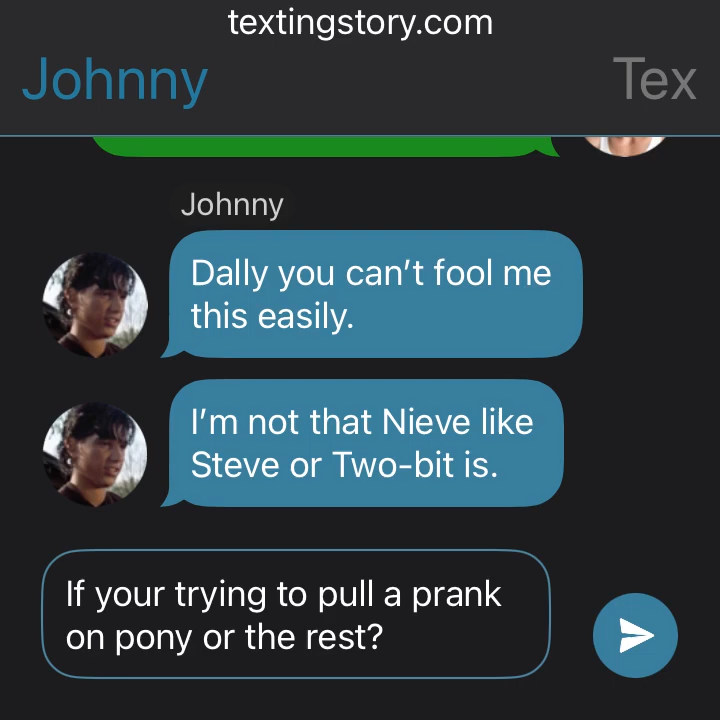 textingstory.com
Johnny
Tex
Johnny
Dally you can’t fool me
this easily.
I’m not that Nieve like
Steve or Two-bit is.
If your trying to pull a prank
on pony or the rest?